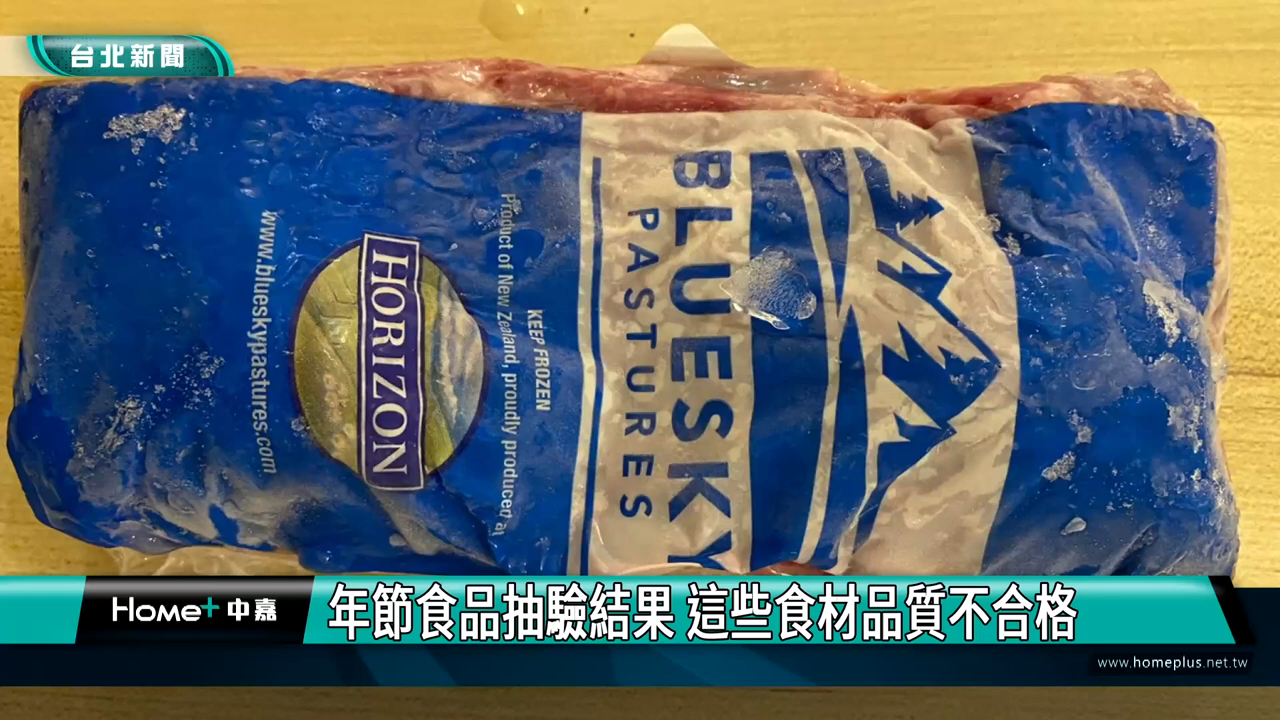 台北新聞
BLUESKY
PASTURES
KEEP FROZEN
Product of New Zealand, proudly produced at
HORIZON
www.blueskypastures.com
Home+中嘉
年節食品抽驗結果 這些食材品質不合格
www.homeplus.net.tw